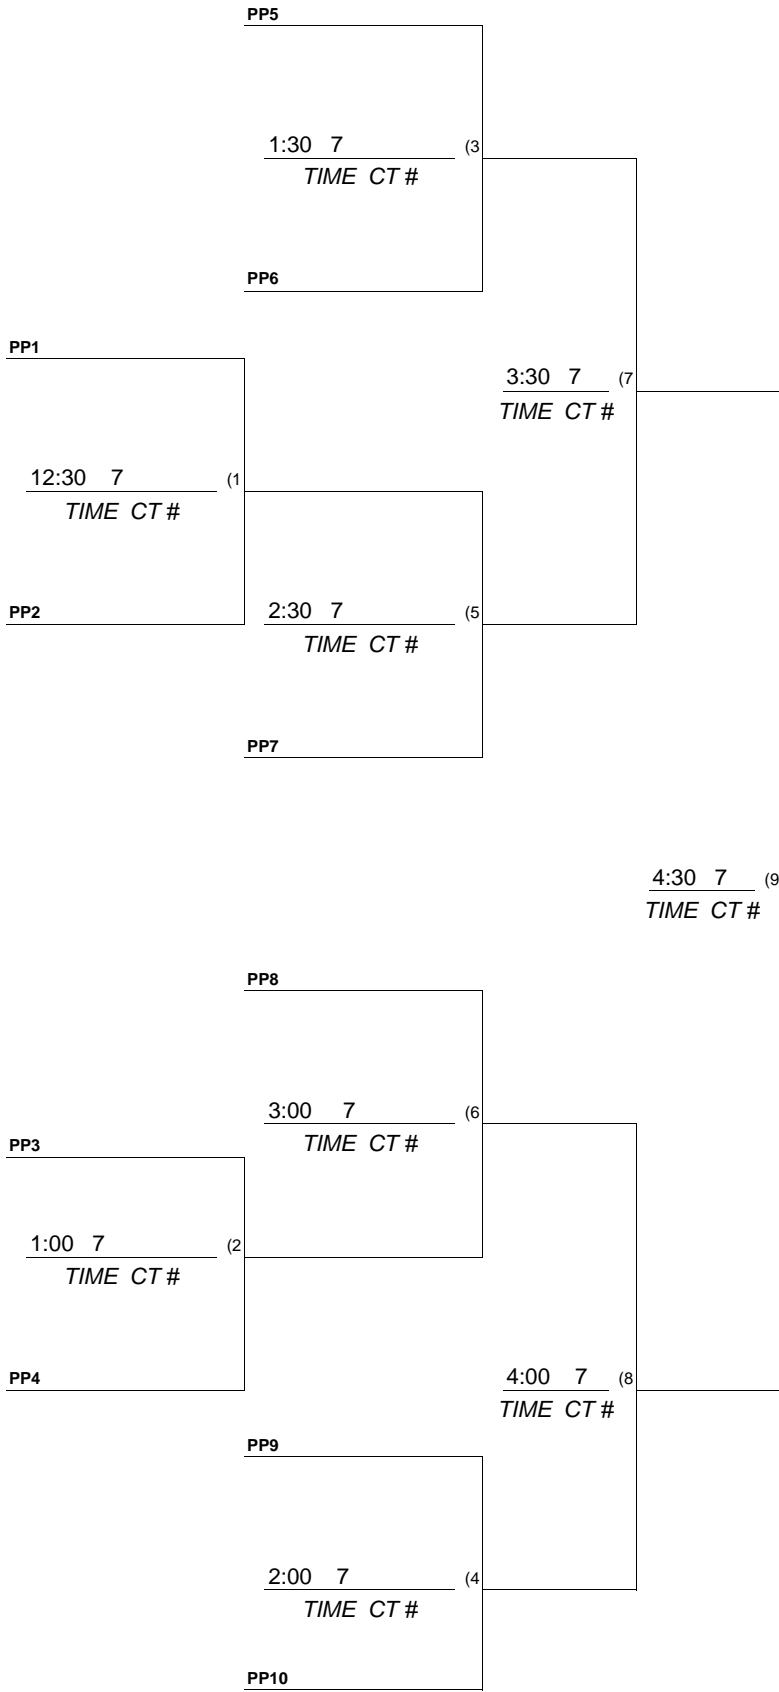 PP5
1:30 7 (3
TIME CT #
PP6
PP1
3:30 7 (7
TIME CT #
12:30 7 (1
TIME CT #
PP2
2:30 7 (5
TIME CT #
PP7
4:30 7 (9
TIME CT #
PP8
3:00 7 (6
TIME CT #
PP3
1:00 7 (2
TIME CT #
PP4
4:00 7 (8
TIME CT #
PP9
2:00 7 (4
TIME CT #
PP10